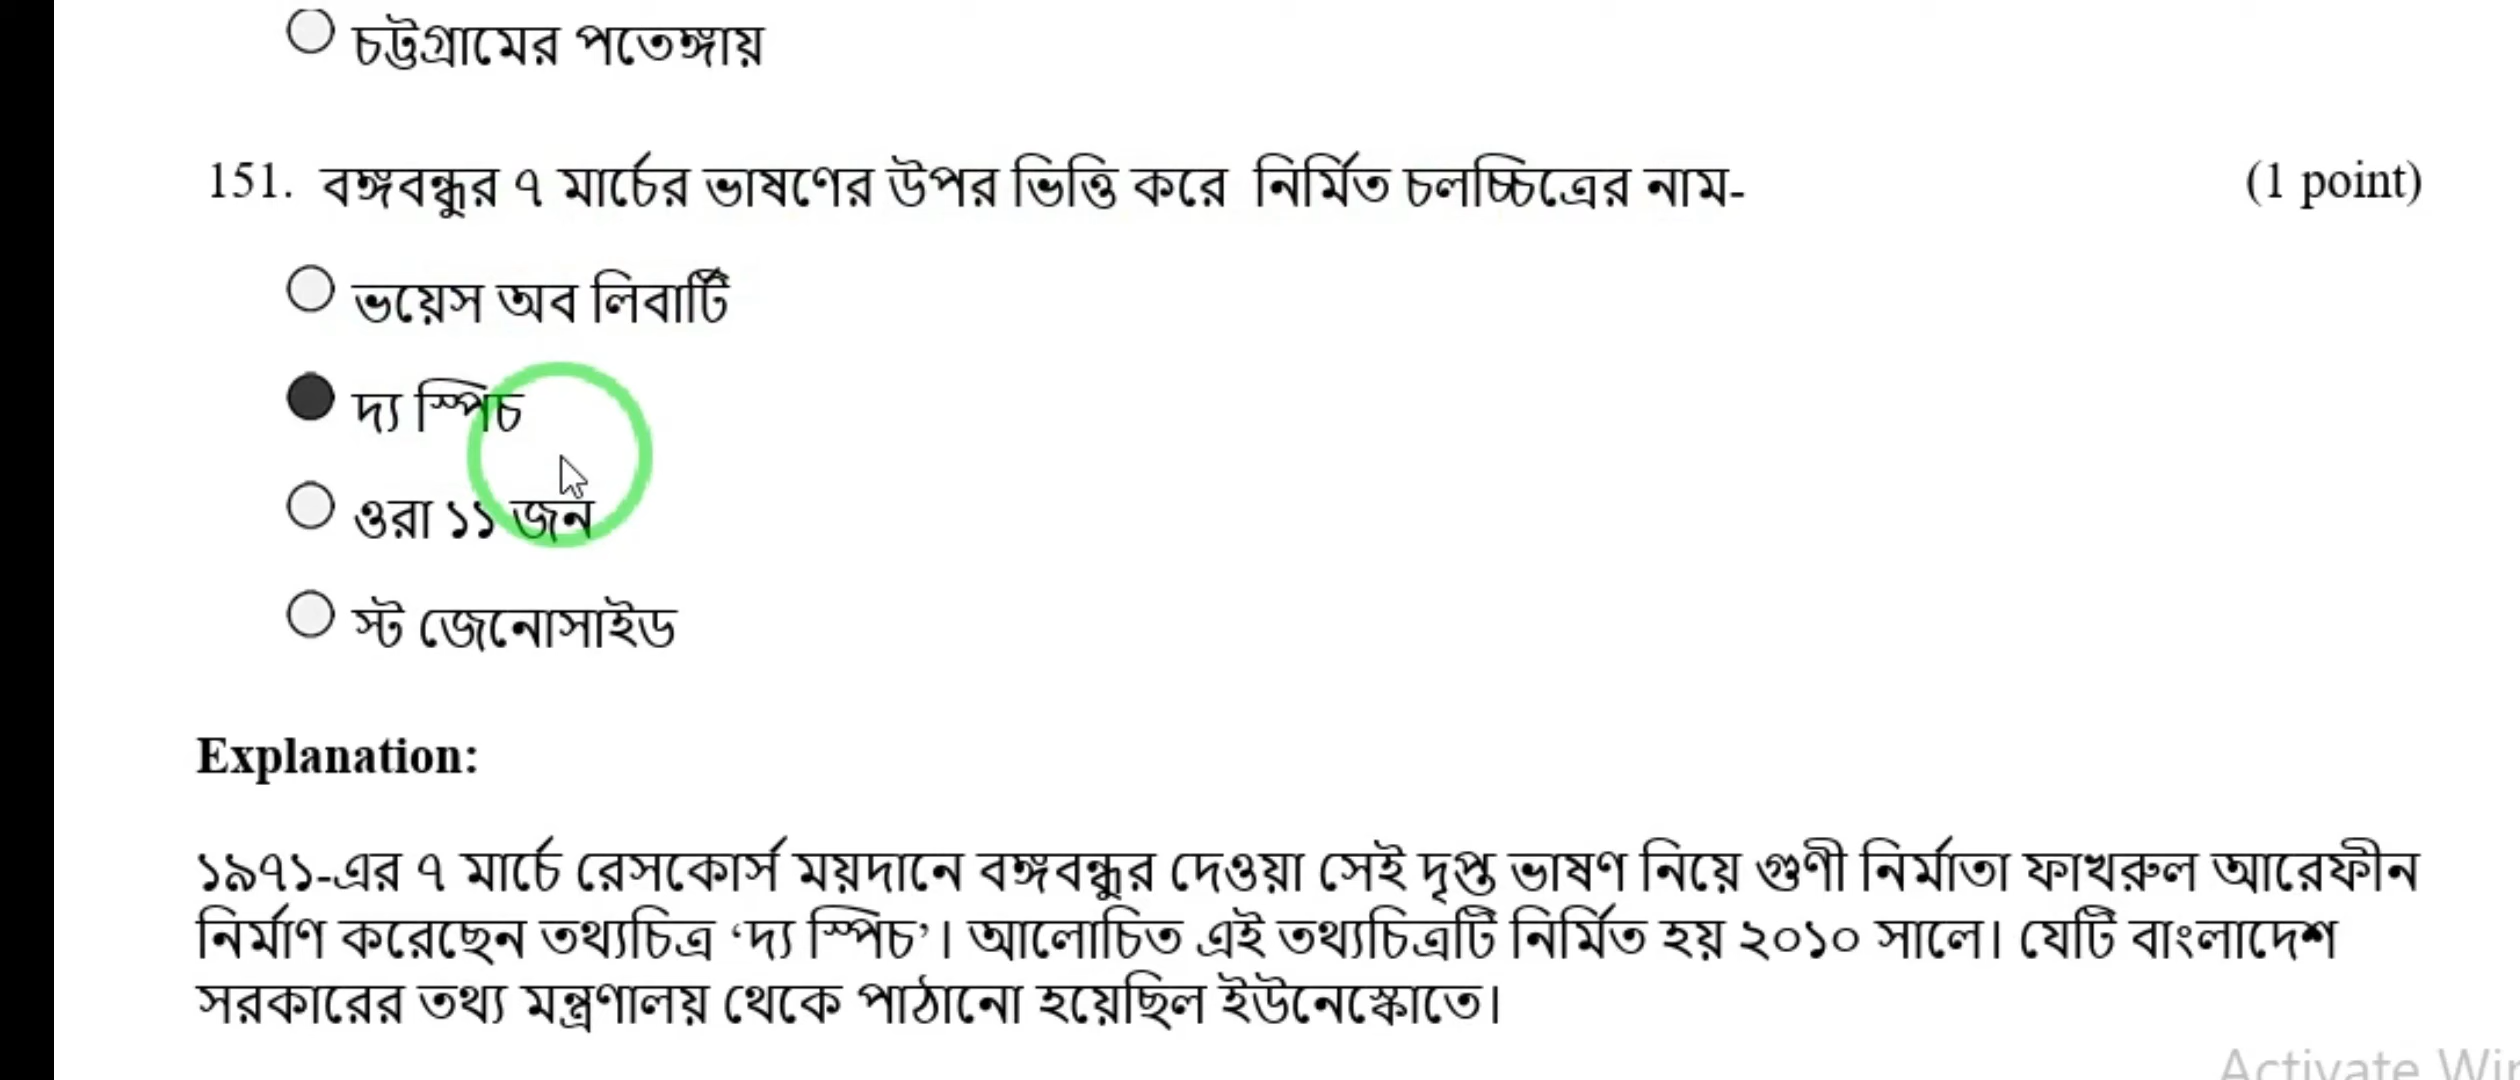 চট্টগ্রামের পতেঙ্গায়
151. বঙ্গবন্ধুর ৭ মার্চের ভাষণের উপর ভিত্তি করে নির্মিত চলচ্চিত্রের নাম- (1 point)
ভয়েস অব লিবার্টি
দ্য স্পিচ
ওরা ১১ জন
স্ট জেনোসাইড
Explanation:
১৯৭১-এর ৭ মার্চে রেসকোর্স ময়দানে বঙ্গবন্ধুর দেওয়া সেই দৃপ্ত ভাষণ নিয়ে গুণী নির্মাতা ফাখরুল আরেফীন
নির্মাণ করেছেন তথ্যচিত্র ‘দ্য স্পিচ’। আলোচিত এই তথ্যচিত্রটি নির্মিত হয় ২০১০ সালে। যেটি বাংলাদেশ
সরকারের তথ্য মন্ত্রণালয় থেকে পাঠানো হয়েছিল ইউনেস্কোতে।
Activate Win